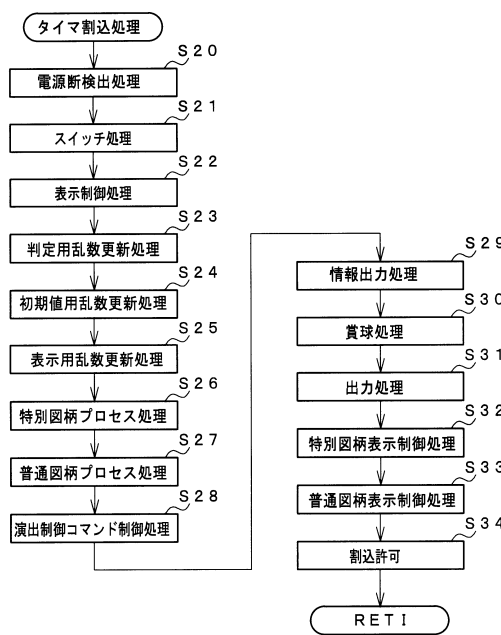 タイマ割込処理
S20
電源断検出処理
S21
スイッチ処理
S22
表示制御処理
S23
判定用乱数更新処理
S24
初期値用乱数更新処理
S25
表示用乱数更新処理
S26
特別図柄プロセス処理
S27
普通図柄プロセス処理
S28
演出制御コマンド制御処理
S29
情報出力処理
S30
賞球処理
S31
出力処理
S32
特別図柄表示制御処理
S33
普通図柄表示制御処理
S34
割込許可
RETI